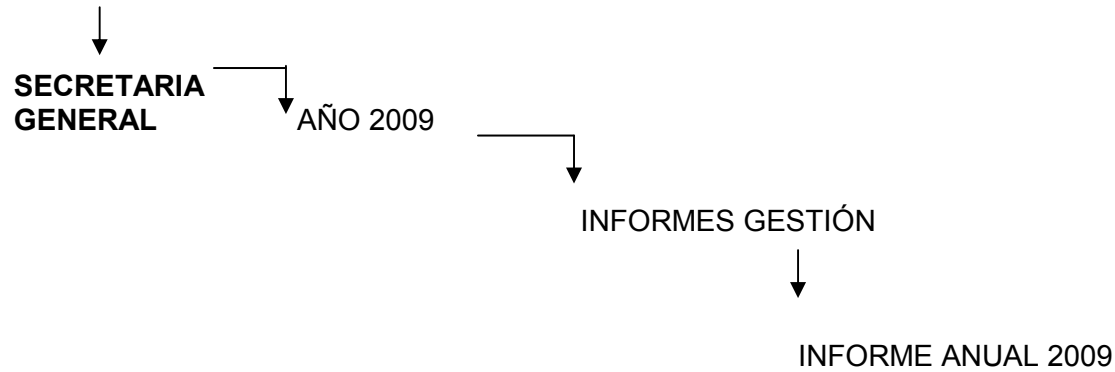 SECRETARIA
GENERAL
AÑO 2009
INFORMES GESTIÓN
INFORME ANUAL 2009